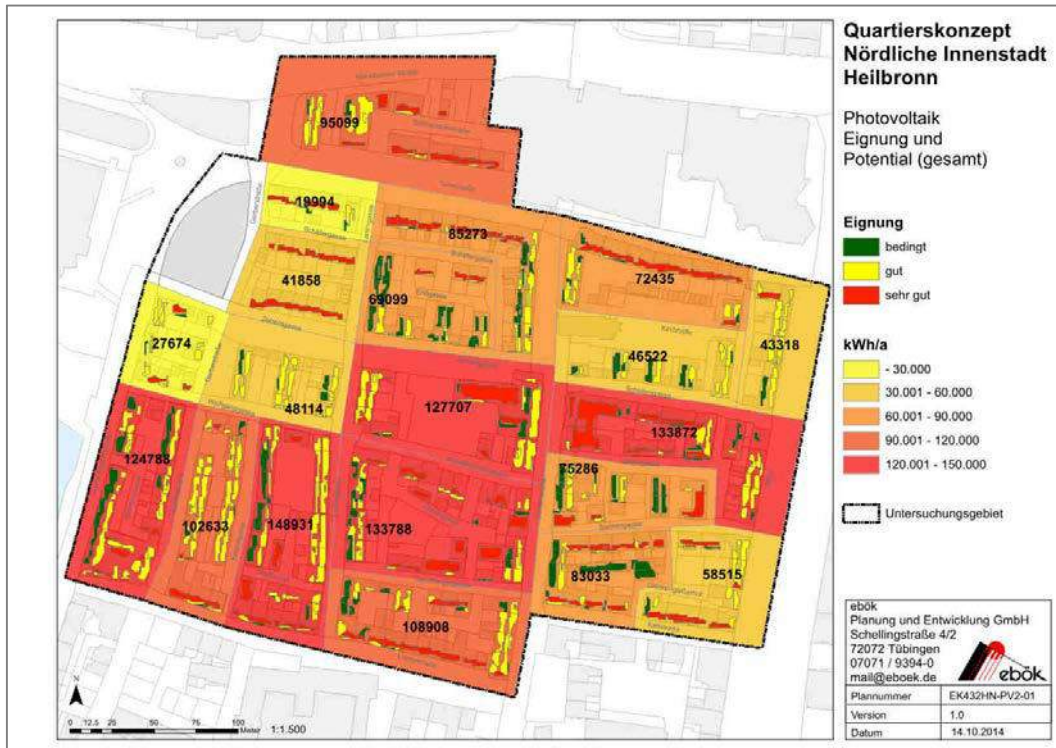 Quartierskonzept
Nördliche Innenstadt
Heilbronn
Photovoltaik
Eignung und
Potential (gesamt)
Eignung
bedingt
gut
sehr gut
kWh/a
- 30.000
30.001 - 60.000
60.001 - 90.000
90.001 - 120.000
120.001 - 150.000
Untersuchungsgebiet
95099
19994
85273
41858
72435
69099
27674
46522
43318
48114
127707
133872
124788
75286
102633
148931
133788
83033
58515
108908
N
0 12.5 25 50 75 100
Meter
1:1.500
ebök
Planung und Entwicklung GmbH
Schellingstraße 4/2
72072 Tübingen
07071 / 9394-0
mail@eboek.de
ebök
Plannummer EK432HN-PV2-01
Version 1.0
Datum 14.10.2014